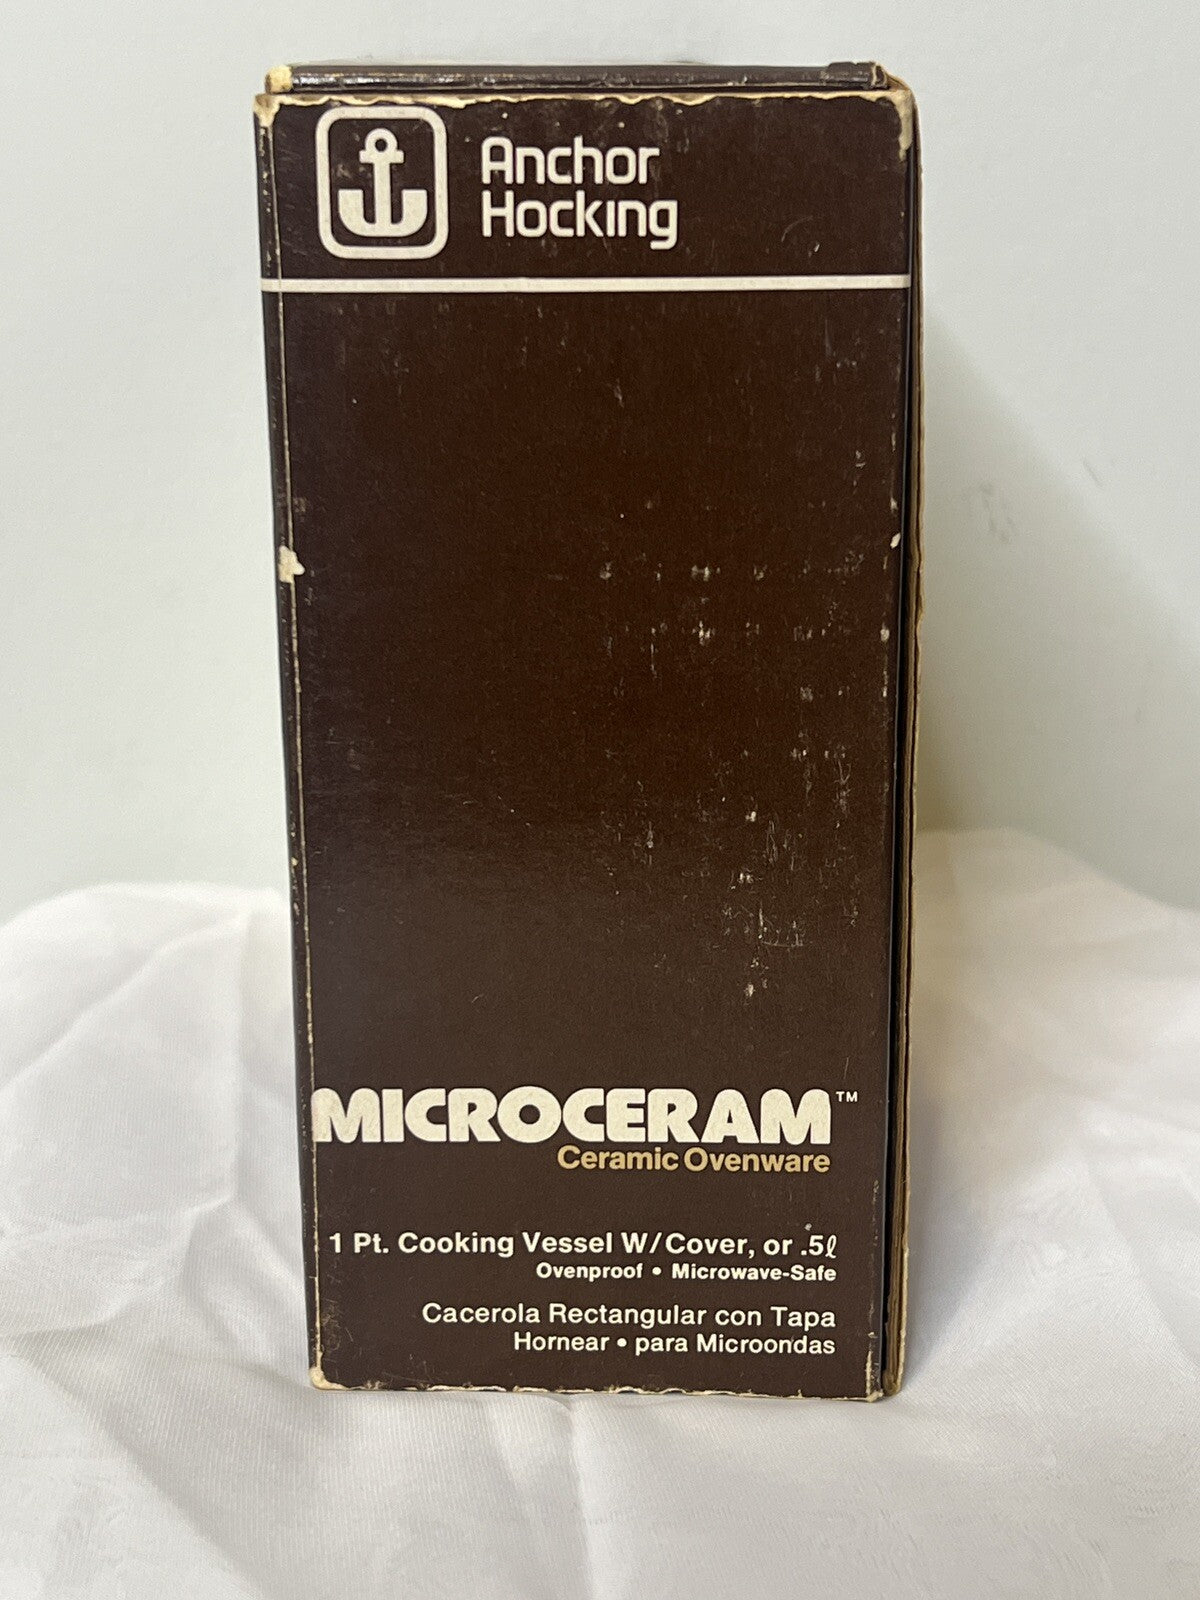 Anchor
Hocking
MICROCERAM™
Ceramic Ovenware
1 Pt. Cooking Vessel W/Cover, or .5ℓ
Ovenproof • Microwave-Safe
Cacerola Rectangular con Tapa
Hornear • para Microondas